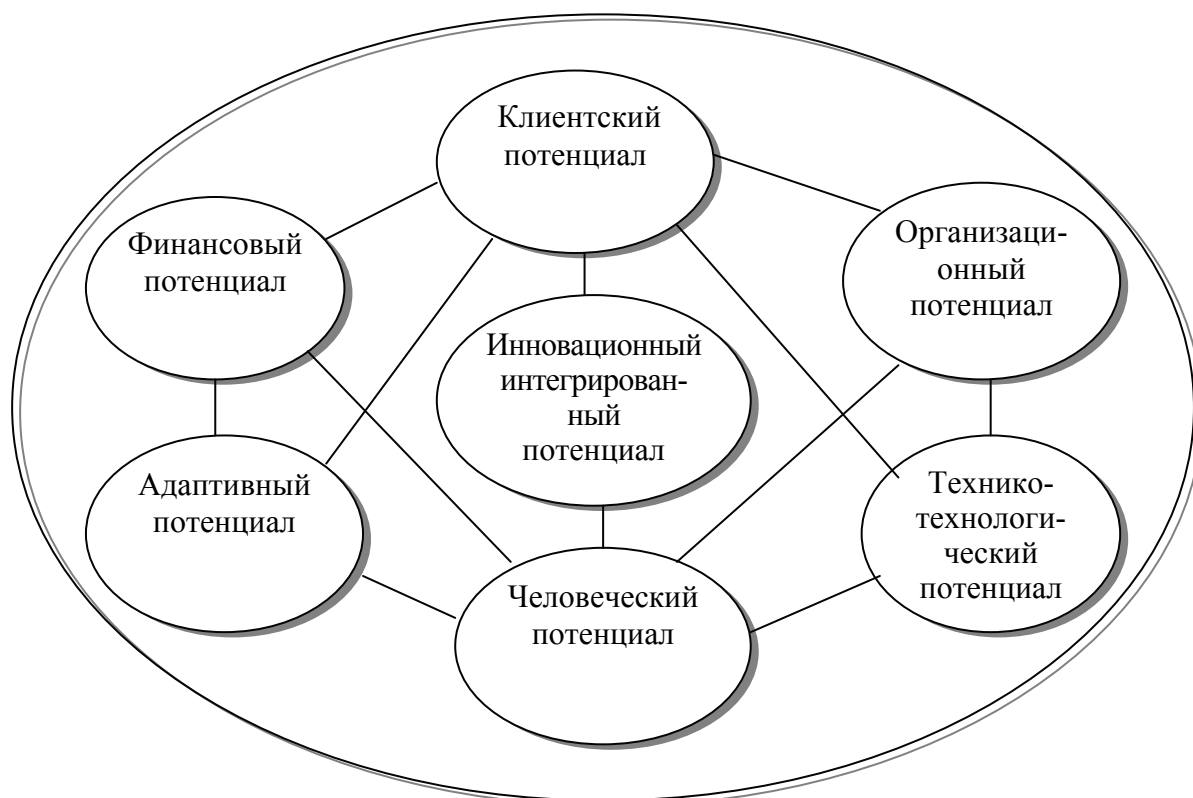 Клиентский
потенциал
Финансовый
потенциал
Организаци-
онный
потенциал
Инновационный
интегрирован-
ный
потенциал
Адаптивный
потенциал
Технико-
технологи-
ческий
потенциал
Человеческий
потенциал